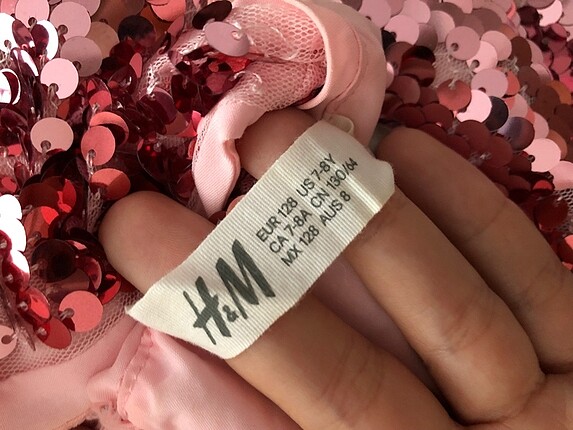 H&M
EUR 128 US 7-8Y
CA 7-8A CN 130/64
MX 128 AUS 8